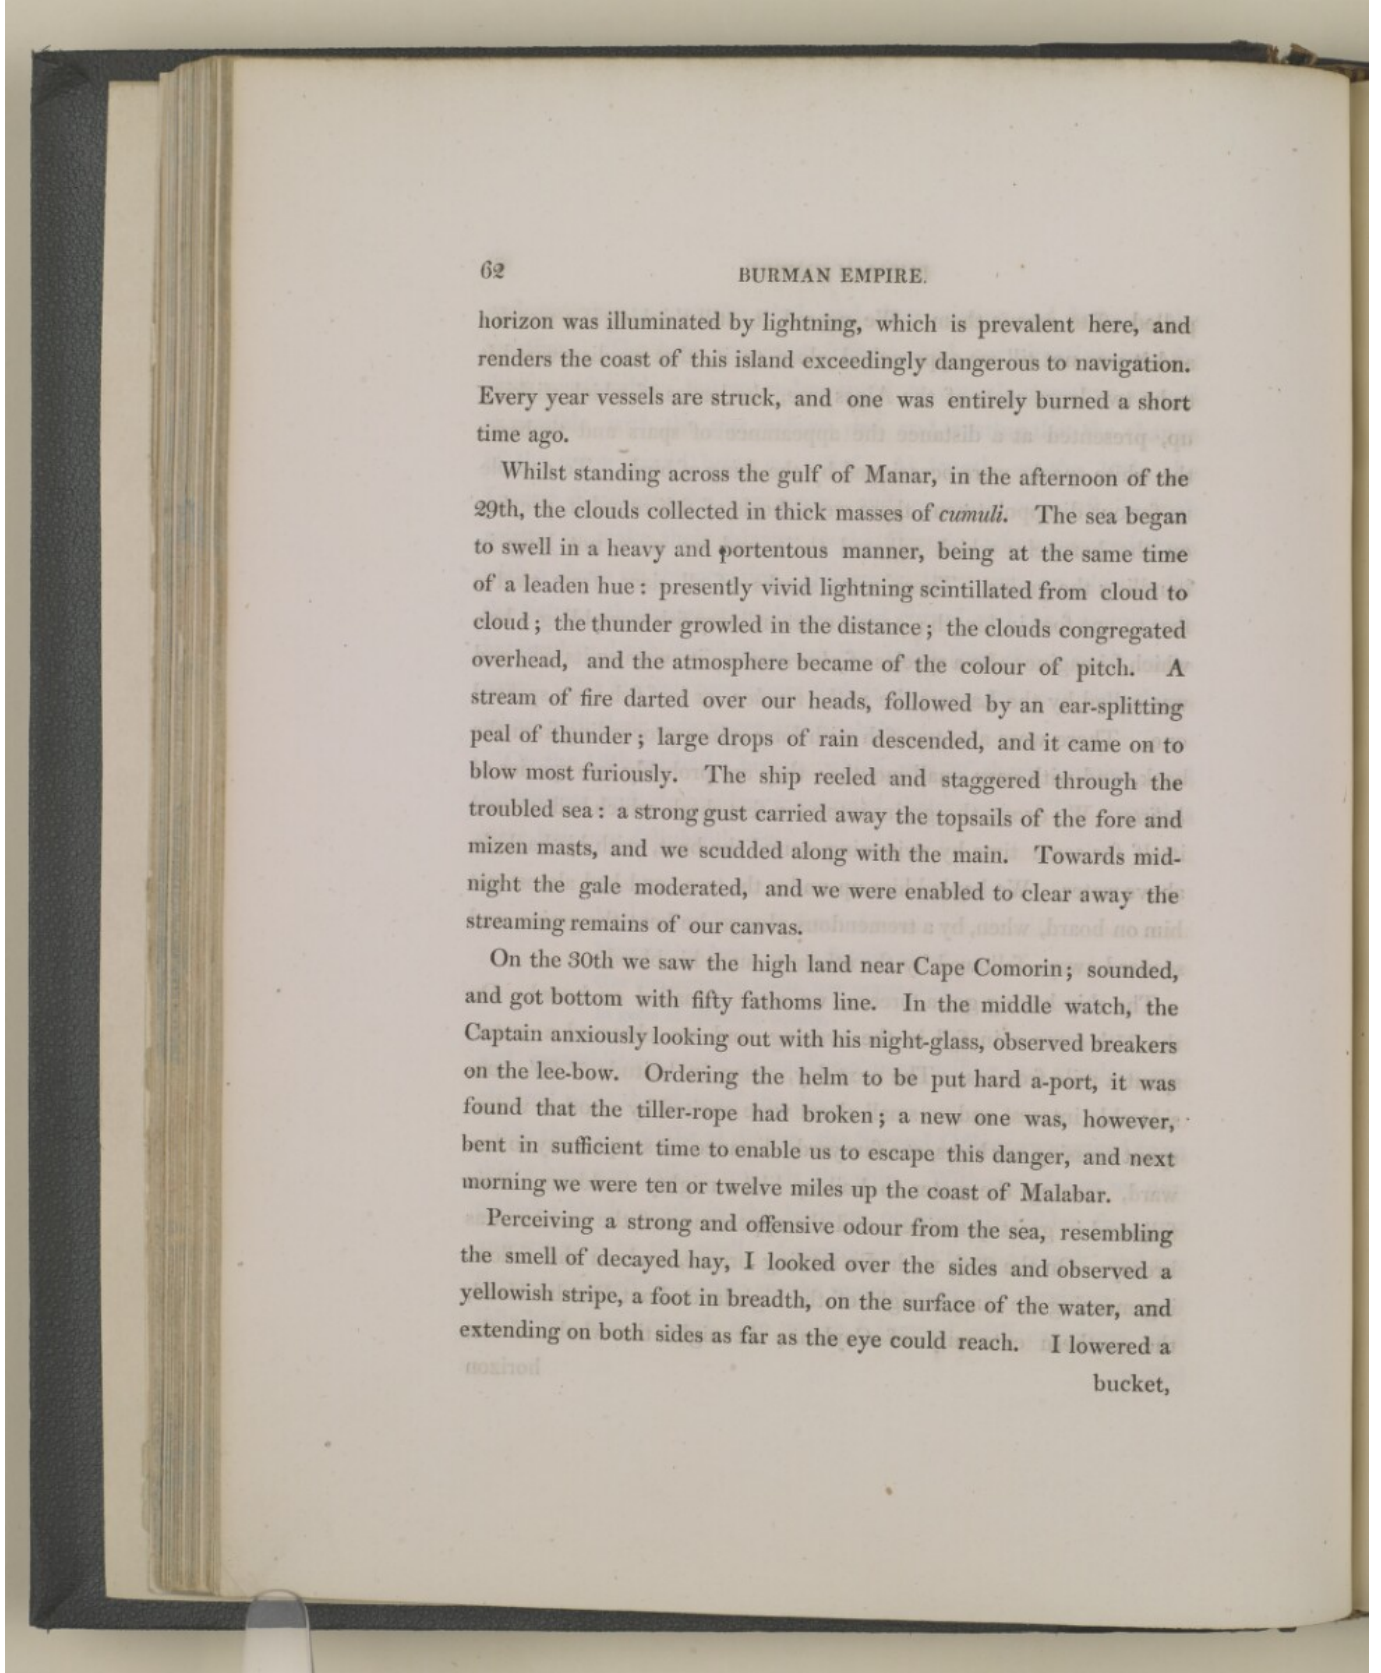 62
BURMAN EMPIRE.
horizon was illuminated by lightning, which is prevalent here, and
renders the coast of this island exceedingly dangerous to navigation.
Every year vessels are struck, and one was entirely burned a short
time ago.
Whilst standing across the gulf of Manar, in the afternoon of the
29th, the clouds collected in thick masses of cumuli. The sea began
to swell in a heavy and portentous manner, being at the same time
of a leaden hue : presently vivid lightning scintillated from cloud to
cloud ; the thunder growled in the distance ; the clouds congregated
overhead, and the atmosphere became of the colour of pitch. A
stream of fire darted over our heads, followed by an ear-splitting
peal of thunder ; large drops of rain descended, and it came on to
blow most furiously. The ship reeled and staggered through the
troubled sea : a strong gust carried away the topsails of the fore and
mizen masts, and we scudded along with the main. Towards mid-
night the gale moderated, and we were enabled to clear away the
streaming remains of our canvas.
On the 30th we saw the high land near Cape Comorin ; sounded,
and got bottom with fifty fathoms line. In the middle watch, the
Captain anxiously looking out with his night-glass, observed breakers
on the lee-bow. Ordering the helm to be put hard a-port, it was
found that the tiller-rope had broken ; a new one was, however,
bent in sufficient time to enable us to escape this danger, and next
morning we were ten or twelve miles up the coast of Malabar.
Perceiving a strong and offensive odour from the sea, resembling
the smell of decayed hay, I looked over the sides and observed a
yellowish stripe, a foot in breadth, on the surface of the water, and
extending on both sides as far as the eye could reach. I lowered a
bucket,